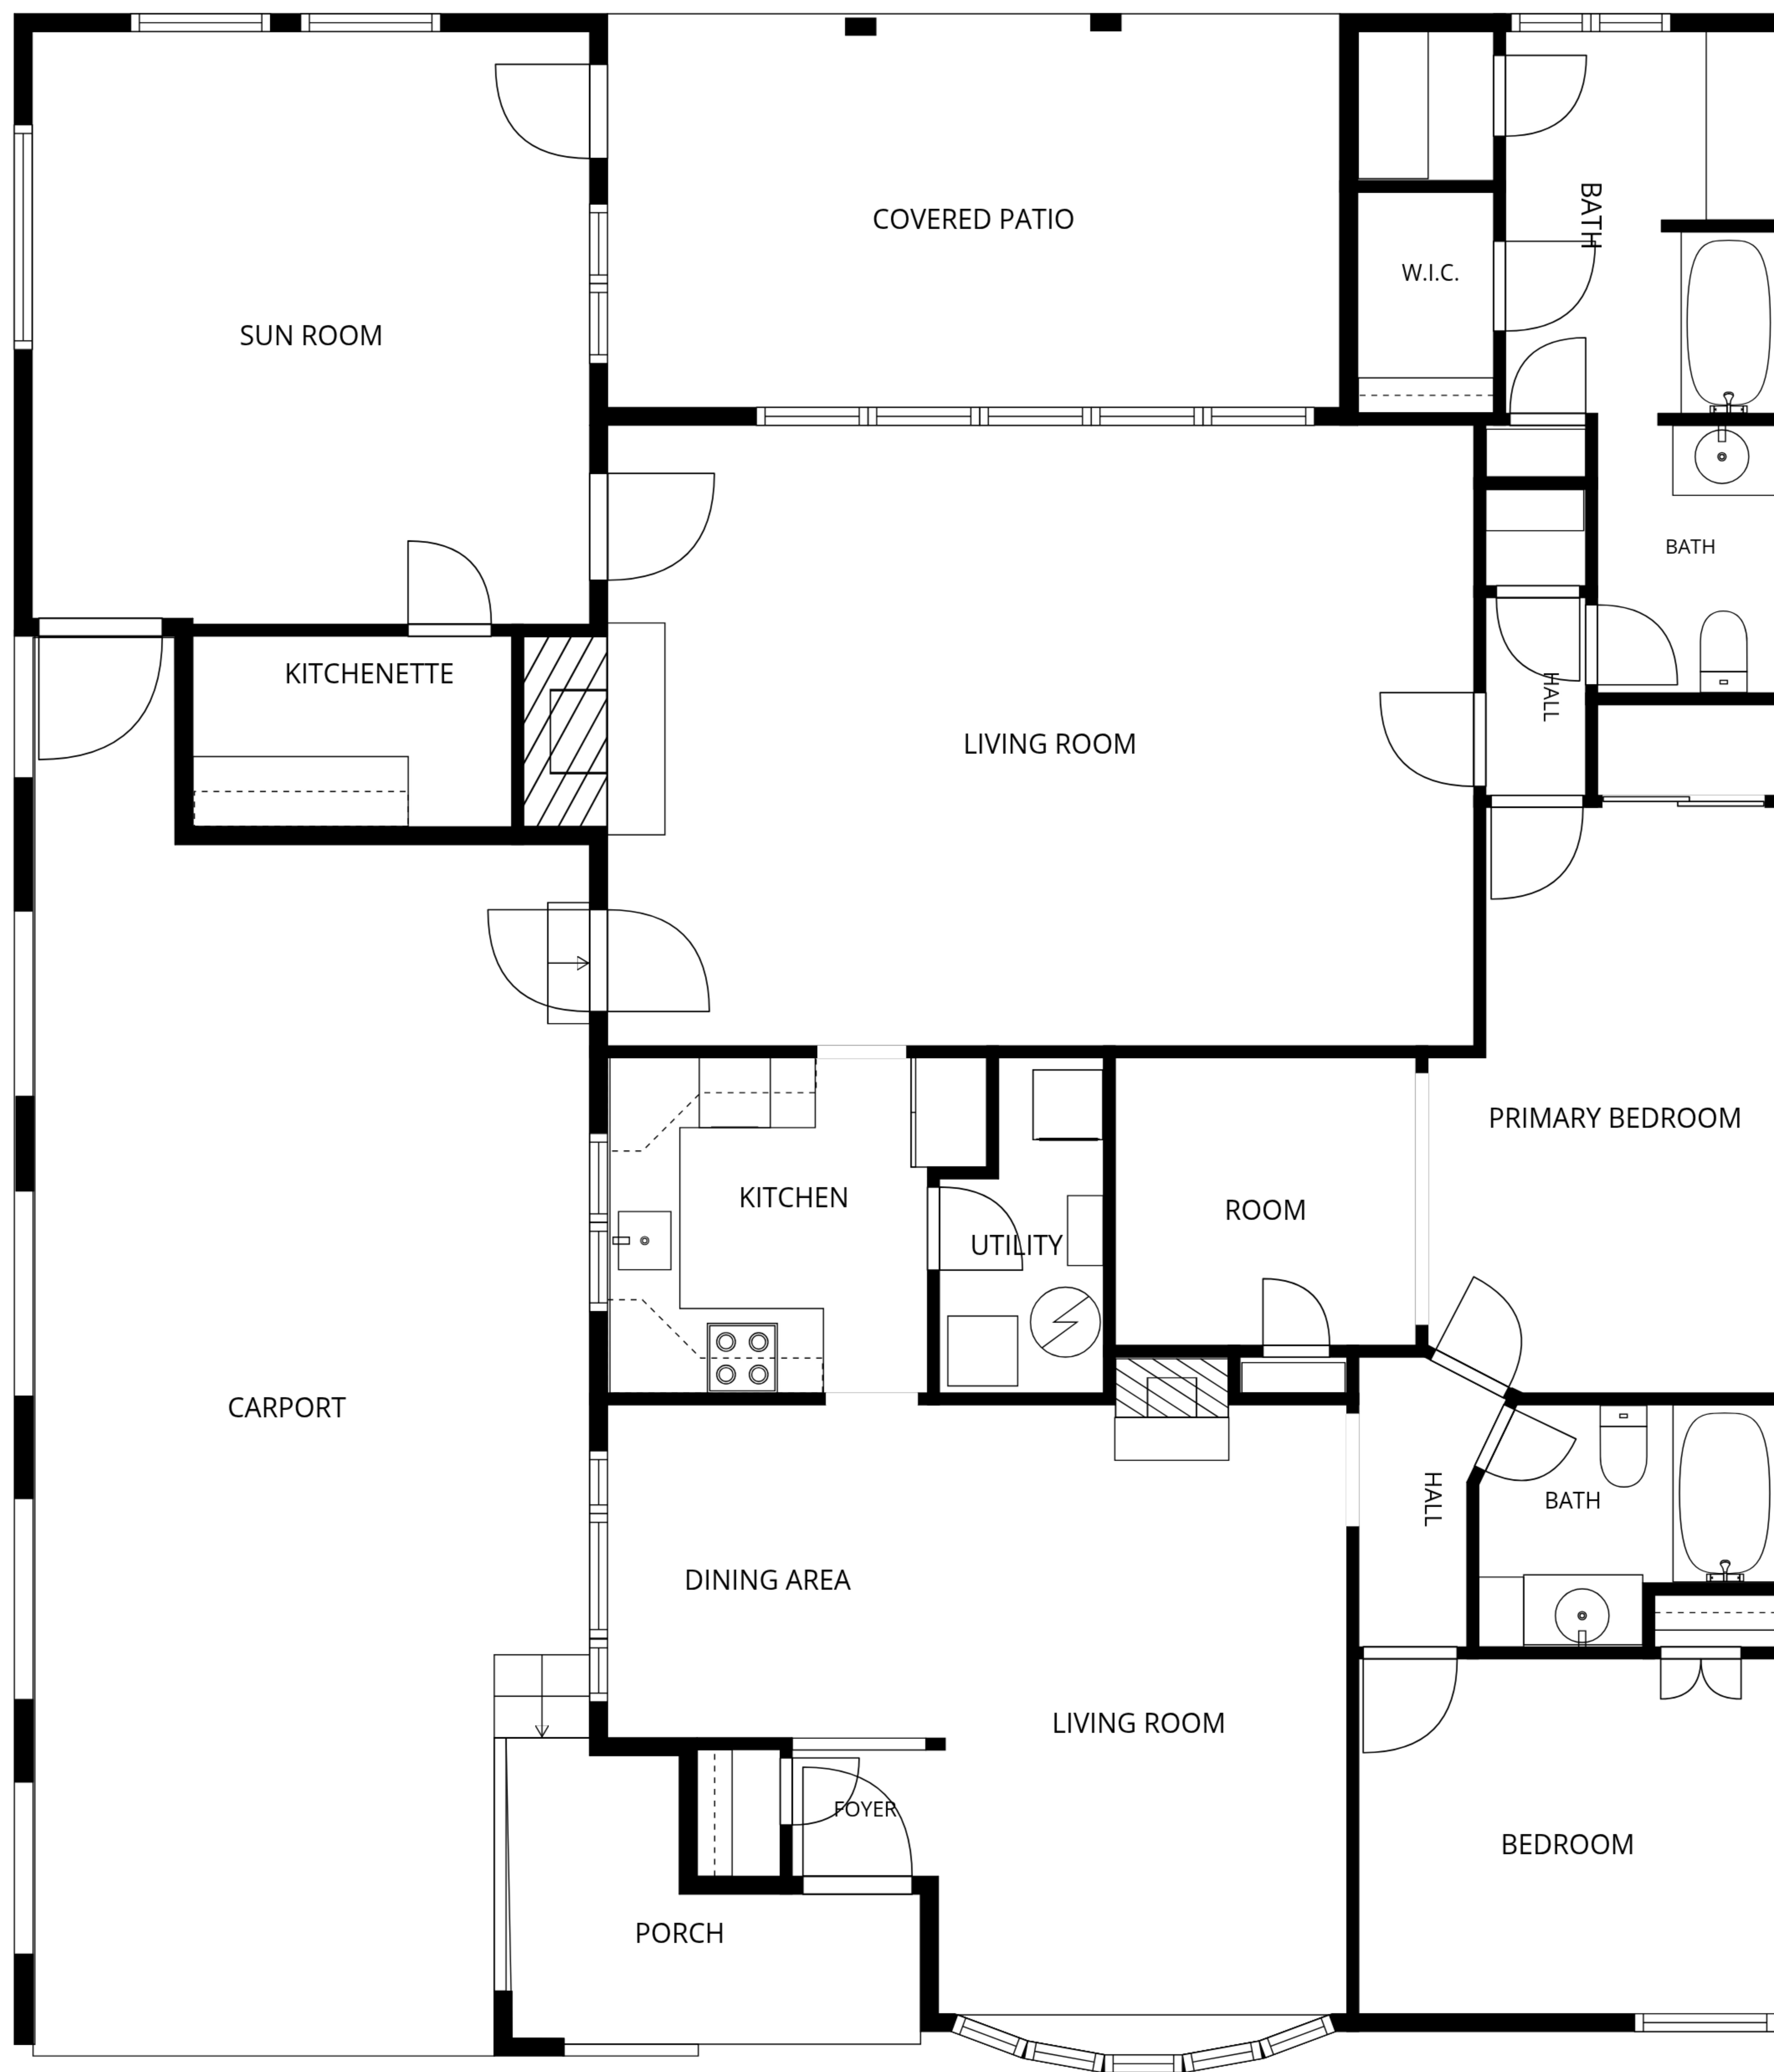 COVERED PATIO
BATH
W.I.C.
SUN ROOM
BATH
KITCHENETTE
HALL
LIVING ROOM
PRIMARY BEDROOM
KITCHEN
ROOM
UTILITY
CARPORT
HALL
BATH
DINING AREA
LIVING ROOM
FOYER
BEDROOM
PORCH